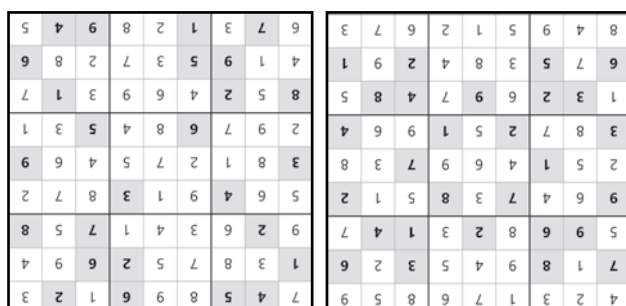 4 2 3 1 7 9 8 5 6
7 1 8 6 4 5 3 2 9
5 9 6 8 2 3 1 4 7
9 6 4 7 3 8 5 1 2
2 5 1 4 9 6 7 3 8
3 8 7 2 5 1 9 6 4
1 3 2 9 6 7 4 8 5
6 7 5 3 8 4 2 9 1
8 4 9 5 1 2 6 7 3
7 4 5 8 6 9 1 2 3
1 3 8 7 5 2 9 6 4
6 2 9 3 4 1 7 5 8
5 6 4 9 1 3 8 7 2
3 8 1 2 7 5 4 9 6
2 9 7 6 8 4 5 3 1
8 5 2 4 9 6 3 1 7
4 1 6 5 3 7 2 8 9
9 7 3 1 2 8 6 4 5